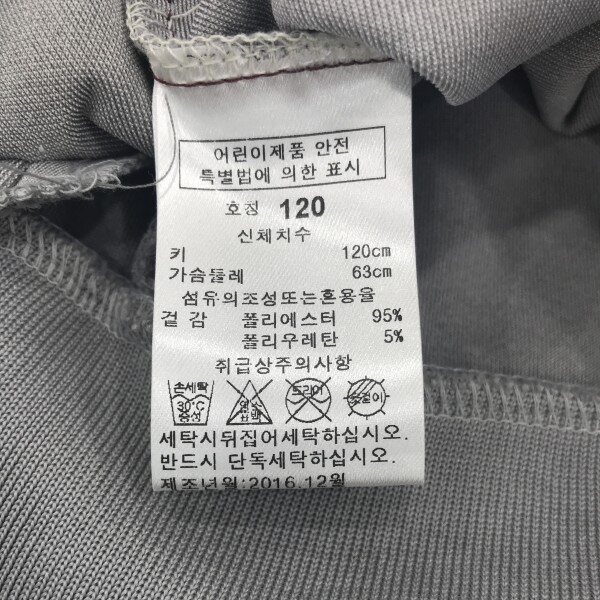 어린이제품 안전
특별법에 의한 표시
호칭 120
신체치수
키 120cm
가슴둘레 63cm
섬유의조성또는혼용율
겉 감 폴리에스터 95%
폴리우레탄 5%
취급상주의사항
손세탁 드라이
30℃
중성
세탁시뒤집어세탁하십시오.
반드시 단독세탁하십시오.
제조년월:2016.12월